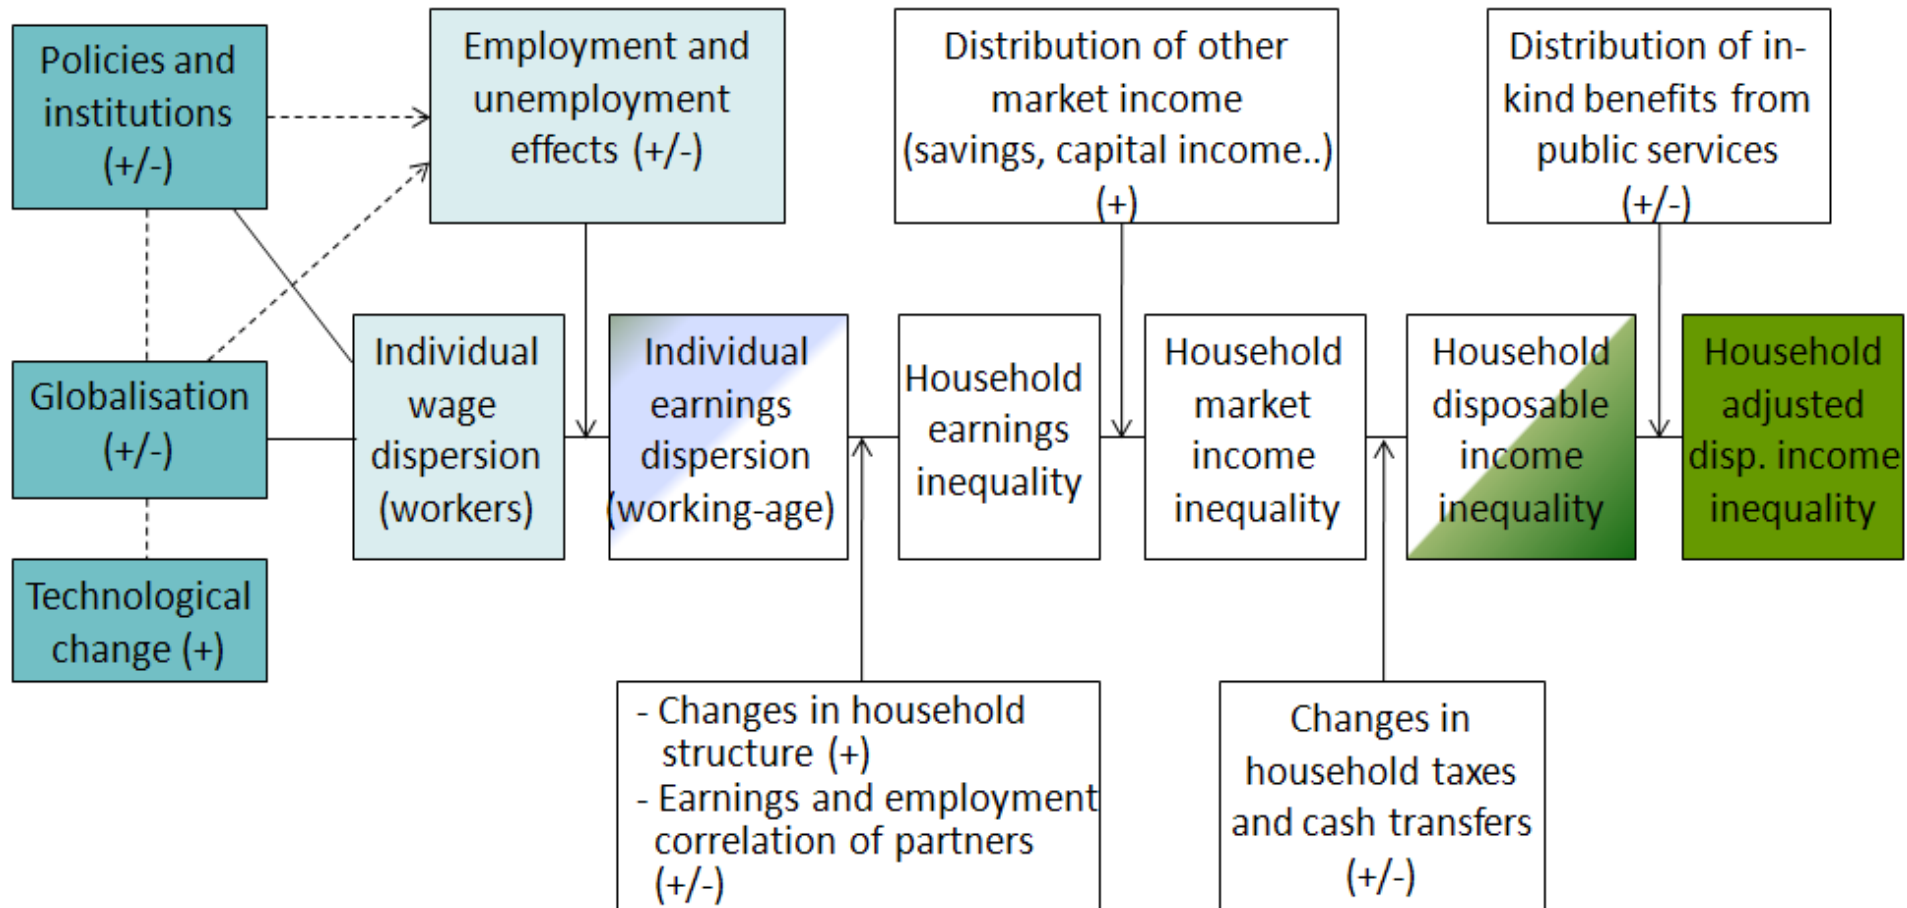 Policies and
institutions
(+/-)
Employment and
unemployment
effects (+/-)
Distribution of other
market income
(savings, capital income..)
(+)
Distribution of in-
kind benefits from
public services
(+/-)
Globalisation
(+/-)
Technological
change (+)
Individual
wage
dispersion
(workers)
Individual
earnings
dispersion
(working-age)
Household
earnings
inequality
Household
market
income
inequality
Household
disposable
income
inequality
Household
adjusted
disp. income
inequality
- Changes in household
structure (+)
- Earnings and employment
correlation of partners
(+/-)
Changes in
household taxes
and cash transfers
(+/-)